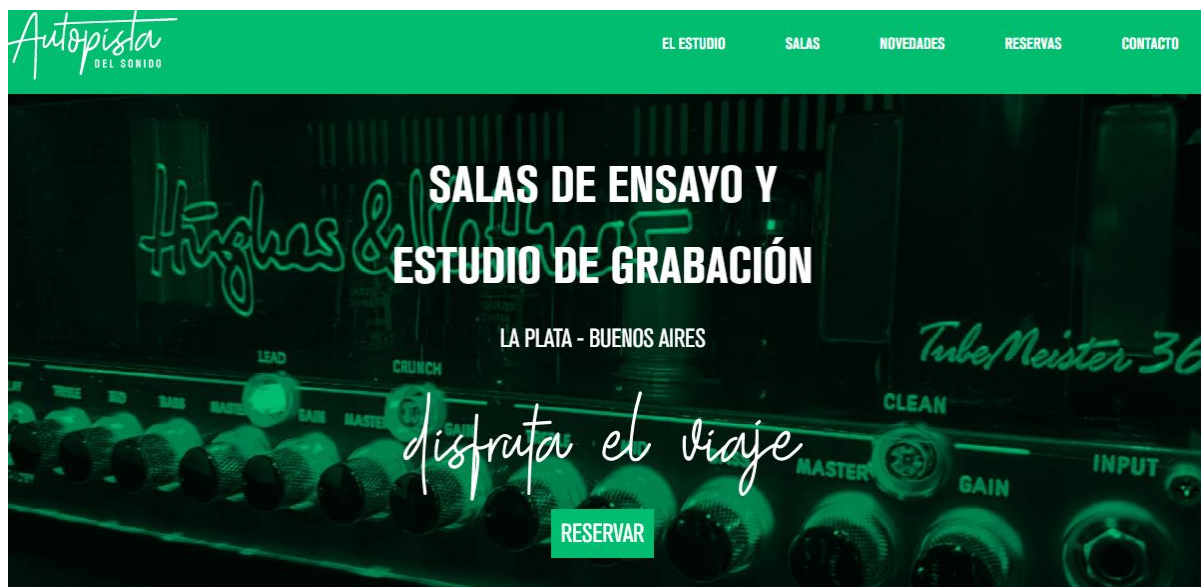 Autopista
DEL SONIDO
EL ESTUDIO SALAS NOVEDADES RESERVAS CONTACTO
SALAS DE ENSAYO Y
Hughes & Kettner
ESTUDIO DE GRABACIÓN
LA PLATA - BUENOS AIRES
TubeMeister 36
LEAD
CRUNCH
CLEAN
TREBLE MID BASS MASTER GAIN MASTER GAIN
disfruta el viaje
MASTER GAIN INPUT
RESERVAR